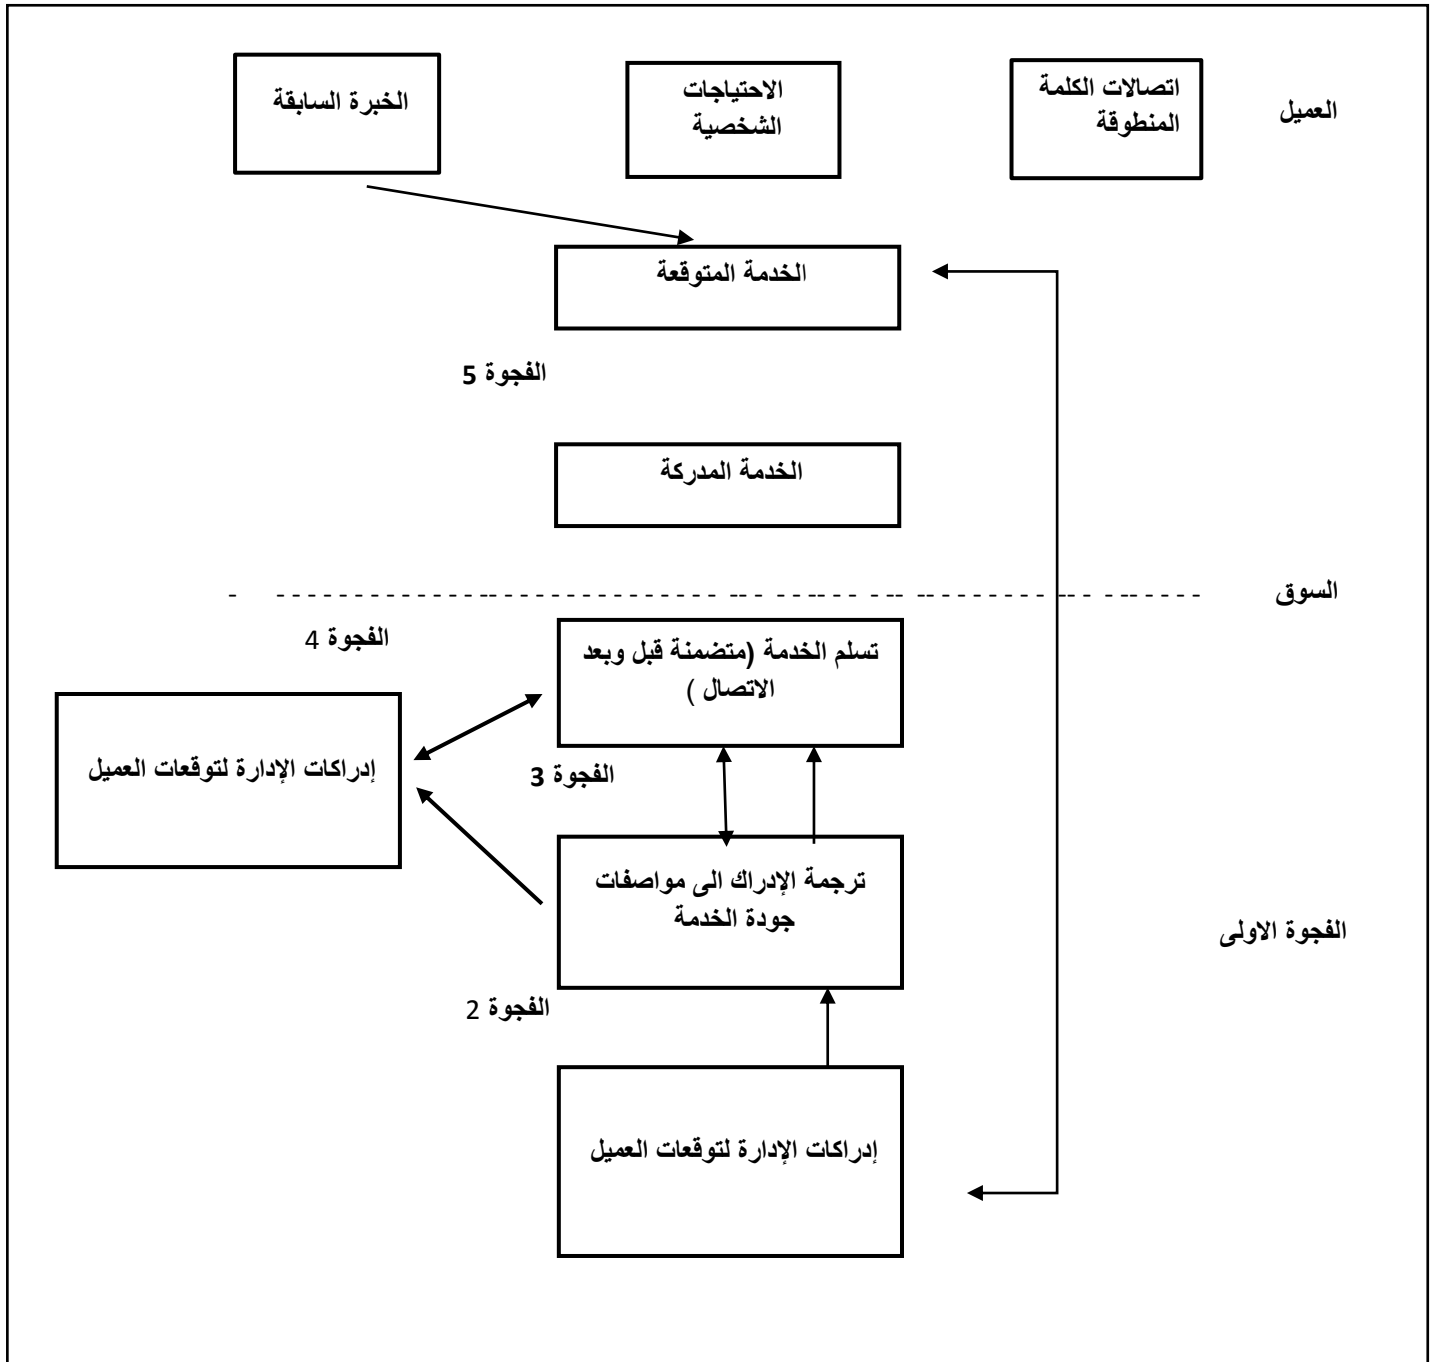 العميل
اتصالات الكلمة
المنطوقة
الاحتياجات
الشخصية
الخبرة السابقة
الخدمة المتوقعة
الفجوة 5
الخدمة المدركة
السوق
الفجوة 4
تسلم الخدمة (متضمنة قبل وبعد
الاتصال )
إدراكات الإدارة لتوقعات العميل
الفجوة 3
ترجمة الإدراك الى مواصفات
جودة الخدمة
الفجوة الاولى
الفجوة 2
إدراكات الإدارة لتوقعات العميل